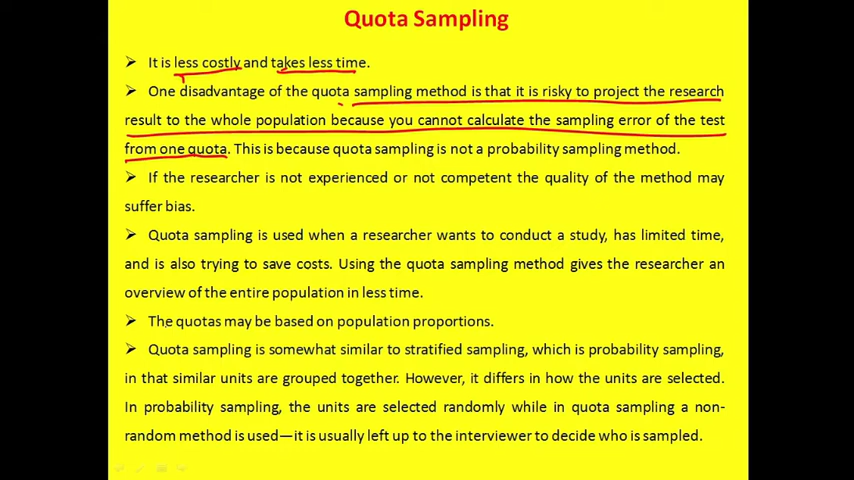 Quota Sampling
➢ It is less costly and takes less time.
➢ One disadvantage of the quota sampling method is that it is risky to project the research
result to the whole population because you cannot calculate the sampling error of the test
from one quota. This is because quota sampling is not a probability sampling method.
➢ If the researcher is not experienced or not competent the quality of the method may
suffer bias.
➢ Quota sampling is used when a researcher wants to conduct a study, has limited time,
and is also trying to save costs. Using the quota sampling method gives the researcher an
overview of the entire population in less time.
➢ The quotas may be based on population proportions.
➢ Quota sampling is somewhat similar to stratified sampling, which is probability sampling,
in that similar units are grouped together. However, it differs in how the units are selected.
In probability sampling, the units are selected randomly while in quota sampling a non-
random method is used—it is usually left up to the interviewer to decide who is sampled.